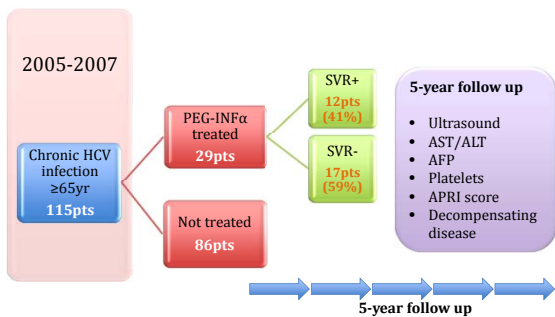 2005-2007
Chronic HCV
infection
≥65yr
115pts
PEG-INFα
treated
29pts
Not treated
86pts
SVR+
12pts
(41%)
SVR-
17pts
(59%)
5-year follow up
• Ultrasound
• AST/ALT
• AFP
• Platelets
• APRI score
• Decompensating
disease
5-year follow up